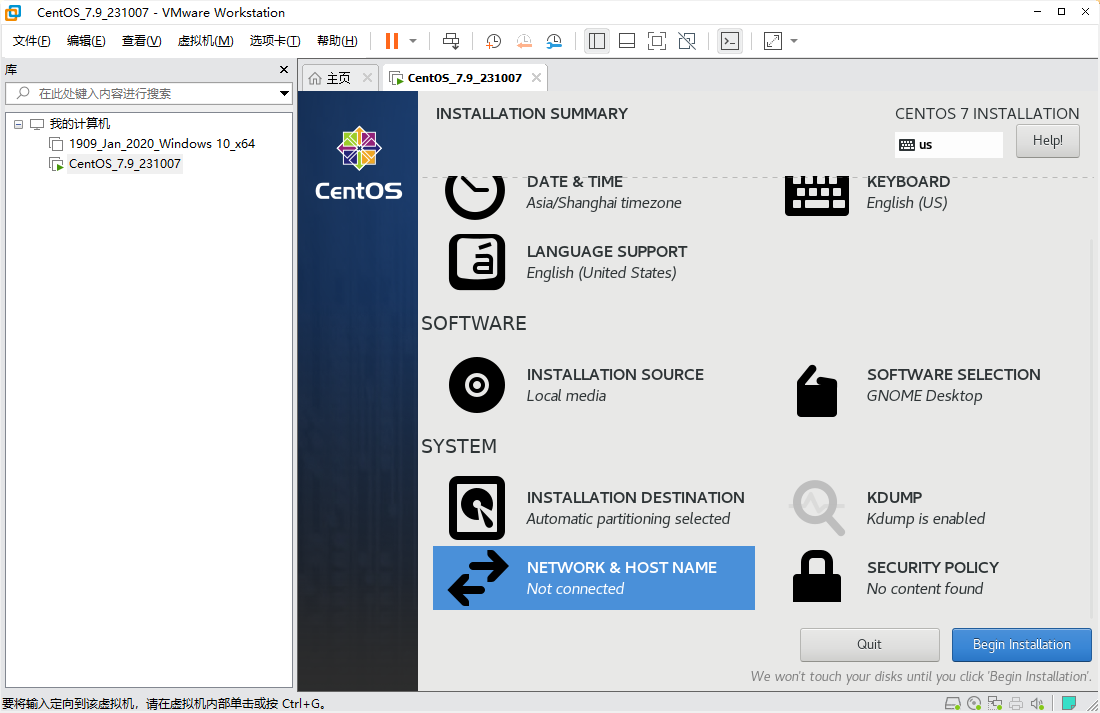 CentOS_7.9_231007 - VMware Workstation
文件(F) 编辑(E) 查看(V) 虚拟机(M) 选项卡(T) 帮助(H)
库
在此处键入内容进行搜索
我的计算机
1909_Jan_2020_Windows 10_x64
CentOS_7.9_231007
主页 CentOS_7.9_231007
CentOS
INSTALLATION SUMMARY
CENTOS 7 INSTALLATION
us
Help!
DATE & TIME
Asia/Shanghai timezone
KEYBOARD
English (US)
LANGUAGE SUPPORT
English (United States)
SOFTWARE
INSTALLATION SOURCE
Local media
SOFTWARE SELECTION
GNOME Desktop
SYSTEM
INSTALLATION DESTINATION
Automatic partitioning selected
KDUMP
Kdump is enabled
NETWORK & HOST NAME
Not connected
SECURITY POLICY
No content found
Quit
Begin Installation
We won't touch your disks until you click 'Begin Installation'.
要将输入定向到该虚拟机，请在虚拟机内部单击或按 Ctrl+G。